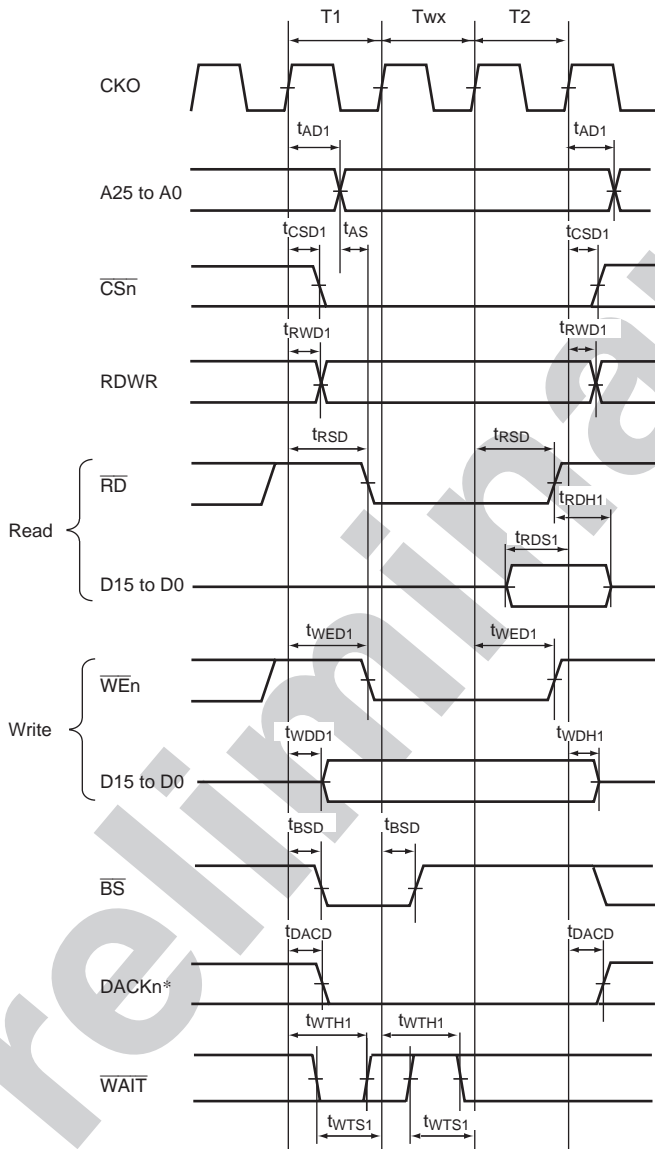 T1 Twx T2
CKO
tAD1 tAD1
A25 to A0
tCSD1 tAS tCSD1
CSn
tRWD1 tRWD1
RDWR
tRSD tRSD
RD
tRDH1
Read
tRDS1
D15 to D0
tWED1 tWED1
WEn
Write
tWDD1 tWDH1
D15 to D0
tBSD tBSD
BS
tDACD tDACD
DACKn*
tWTH1 tWTH1
WAIT
tWTS1 tWTS1
relimina